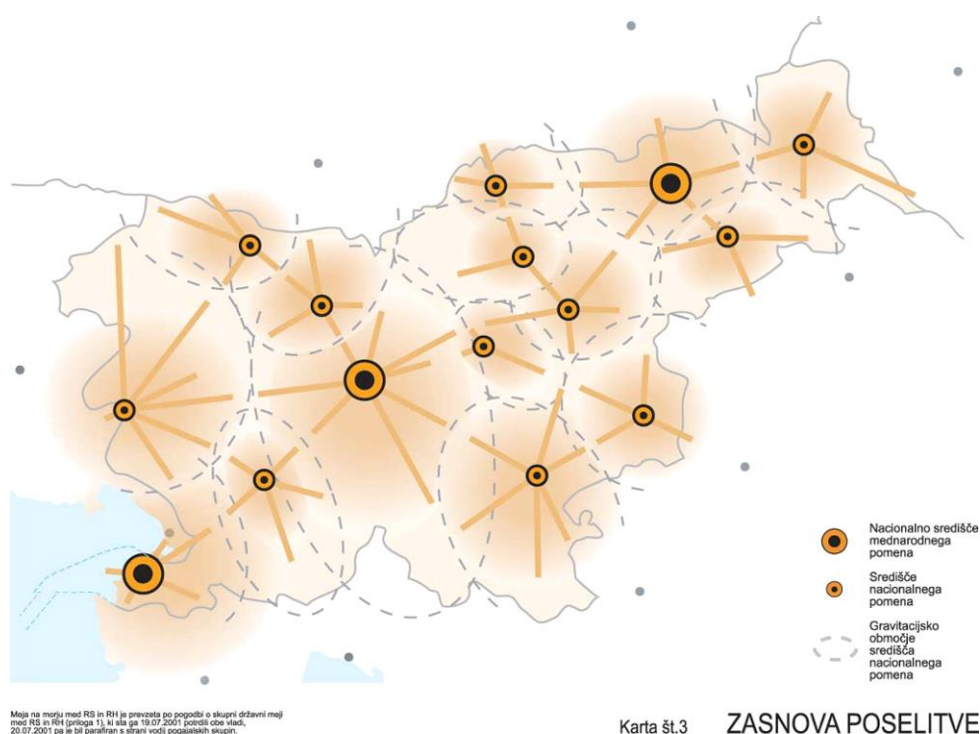 Nacionalno središče
mednarodnega
pomena
Središče
nacionalnega
pomena
Gravitacijsko
območje
središča
nacionalnega
pomena
Meja na morju med RS in RH je prevzeta po pogodbi o skupni državni meji
med RS in RH (priloga 1), ki sta ga 19.07.2001 potrdili obe vladi,
20.07.2001 pa je bil parafiran s strani vodij pogajalskih skupin.
Karta št.3 ZASNOVA POSELITVE